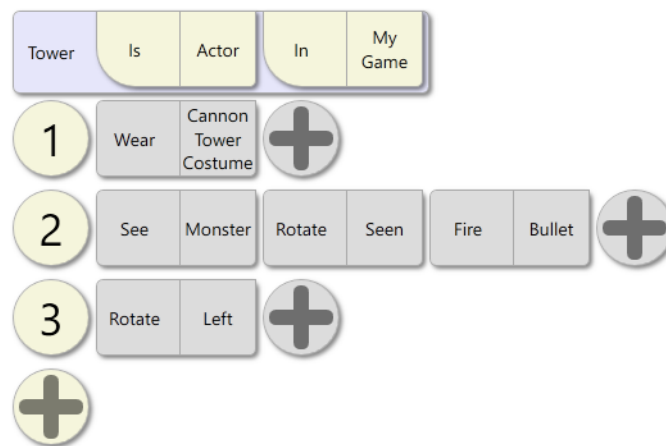 Tower Is Actor In My Game
1 Wear Cannon Tower Costume
2 See Monster Rotate Seen Fire Bullet
3 Rotate Left